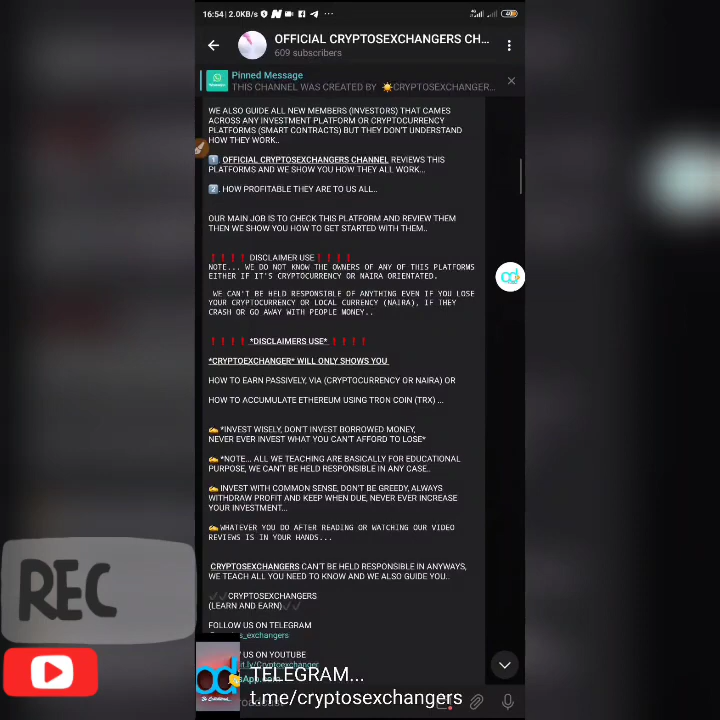 16:54 2.0KB/s
40
OFFICIAL CRYPTOSEXCHANGERS CH...
609 subscribers
Pinned Message
THIS CHANNEL WAS CREATED BY ☀️CRYPTOSEXCHANGER...
WE ALSO GUIDE ALL NEW MEMBERS (INVESTORS) THAT CAMES
ACROSS ANY INVESTMENT PLATFORM OR CRYPTOCURRENCY
PLATFORMS (SMART CONTRACTS) BUT THEY DON'T UNDERSTAND
HOW THEY WORK..
1️⃣. OFFICIAL CRYPTOSEXCHANGERS CHANNEL REVIEWS THIS
PLATFORMS AND WE SHOW YOU HOW THEY ALL WORK...
2️⃣. HOW PROFITABLE THEY ARE TO US ALL..
OUR MAIN JOB IS TO CHECK THIS PLATFORM AND REVIEW THEM
THEN WE SHOW YOU HOW TO GET STARTED WITH THEM..
❗❗❗❗DISCLAIMER USE❗❗❗❗
NOTE... WE DO NOT KNOW THE OWNERS OF ANY OF THIS PLATFORMS
EITHER IF IT'S CRYPTOCURRENCY OR NAIRA ORIENTATED.
WE CAN'T BE HELD RESPONSIBLE OF ANYTHING EVEN IF YOU LOSE
YOUR CRYPTOCURRENCY OR LOCAL CURRENCY (NAIRA), IF THEY
CRASH OR GO AWAY WITH PEOPLE MONEY..
❗❗❗❗*DISCLAIMERS USE*❗❗❗❗
*CRYPTOEXCHANGER* WILL ONLY SHOWS YOU
HOW TO EARN PASSIVELY, VIA (CRYPTOCURRENCY OR NAIRA) OR
HOW TO ACCUMULATE ETHEREUM USING TRON COIN (TRX) ...
✍️ *INVEST WISELY, DON'T INVEST BORROWED MONEY,
NEVER EVER INVEST WHAT YOU CAN'T AFFORD TO LOSE*
✍️ *NOTE... ALL WE TEACHING ARE BASICALLY FOR EDUCATIONAL
PURPOSE, WE CAN'T BE HELD RESPONSIBLE IN ANY CASE..
✍️ INVEST WITH COMMON SENSE, DON'T BE GREEDY, ALWAYS
WITHDRAW PROFIT AND KEEP WHEN DUE, NEVER EVER INCREASE
YOUR INVESTMENT...
✍️ WHATEVER YOU DO AFTER READING OR WATCHING OUR VIDEO
REVIEWS IS IN YOUR HANDS...
CRYPTOSEXCHANGERS CAN'T BE HELD RESPONSIBLE IN ANYWAYS,
WE TEACH ALL YOU NEED TO KNOW AND WE ALSO GUIDE YOU..
✔️✔️CRYPTOSEXCHANGERS
(LEARN AND EARN)✔️✔️
FOLLOW US ON TELEGRAM
s_exchangers
US ON YOUTUBE
it.ly/Cryptoexchanger
sApp.com
REC
od
TELEGRAM...
t.me/cryptosexchangers